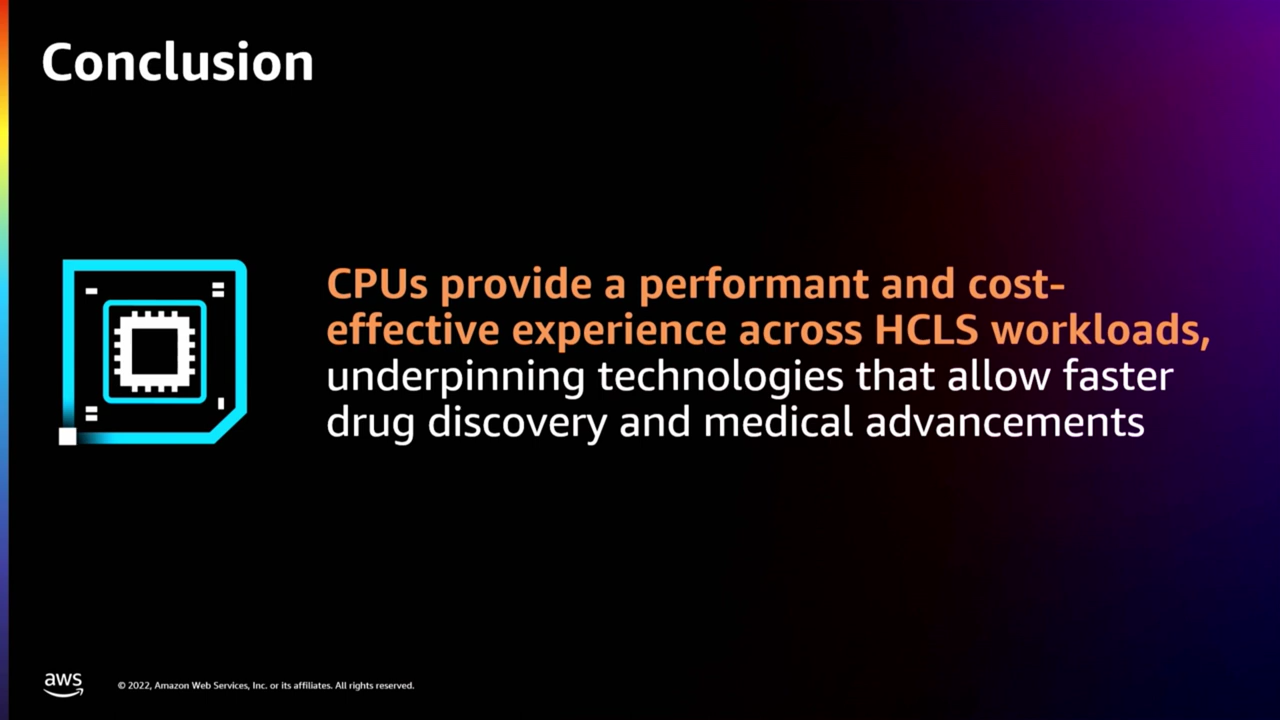 Conclusion
CPUs provide a performant and cost-
effective experience across HCLS workloads,
underpinning technologies that allow faster
drug discovery and medical advancements
aws
© 2022, Amazon Web Services, Inc. or its affiliates. All rights reserved.